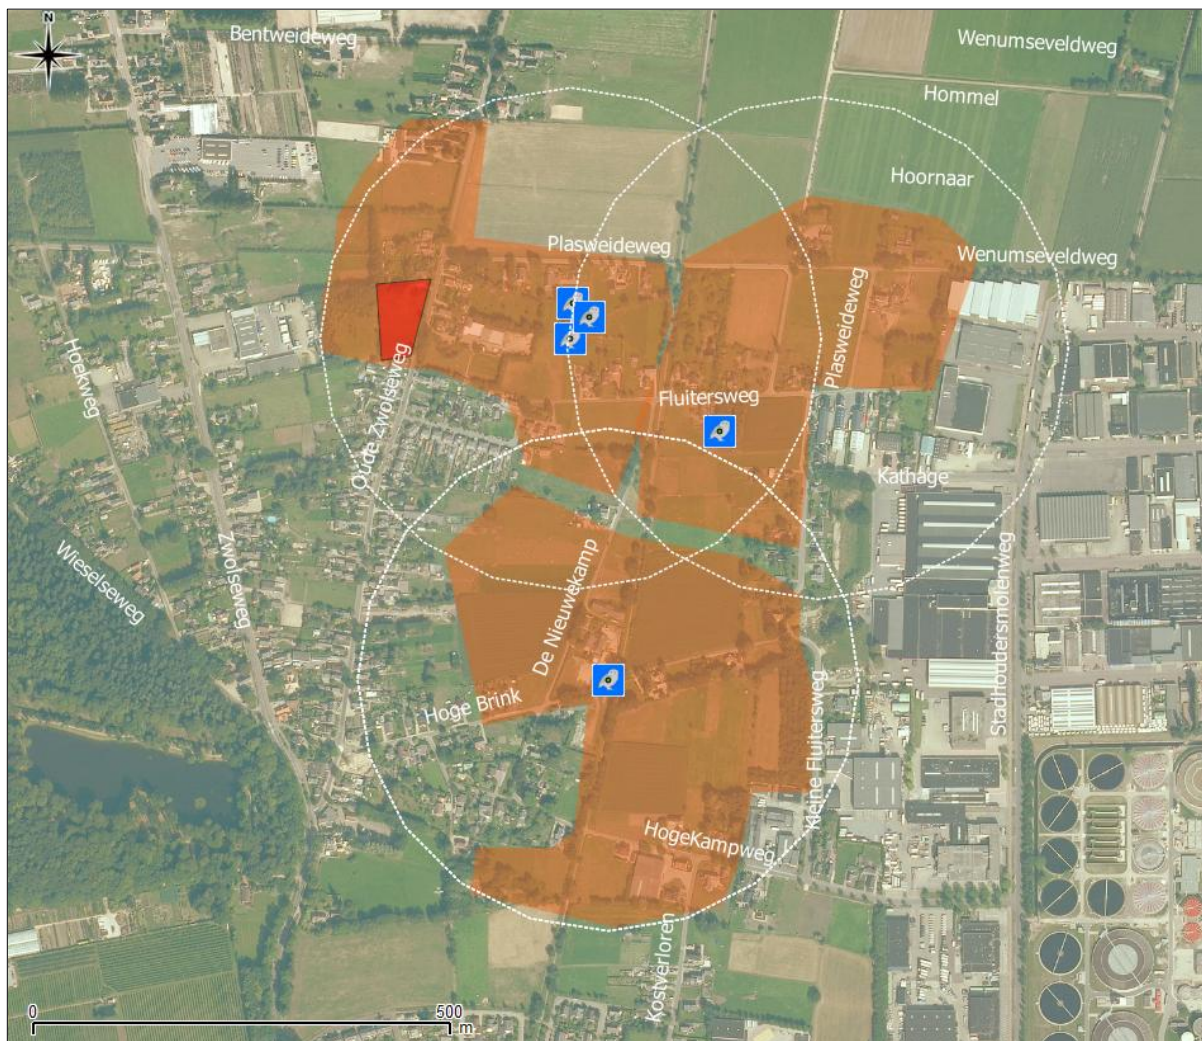 N
Bentweideweg
Wenumseveldweg
Hommel
Hoornaar
Plasweideweg
Wenumseveldweg
Plasweideweg
Hoekweg
Oude Zwolseweg
Fluitersweg
Kathage
Wieselseweg
Zwolseweg
De Nieuwekamp
Stadhoudersmolenweg
Hoge Brink
Kleine Fluitersweg
HogeKampweg
Kostverloren
0
500
m